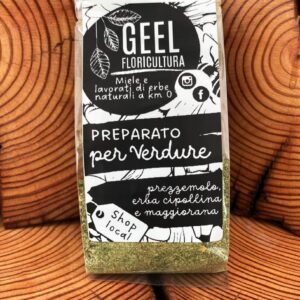 GEEL
FLORICULTURA
Miele e
lavorati di erbe
naturali a km 0
PREPARATO
per Verdure
prezzemolo,
erba cipollina
e maggiorana
Shop
local